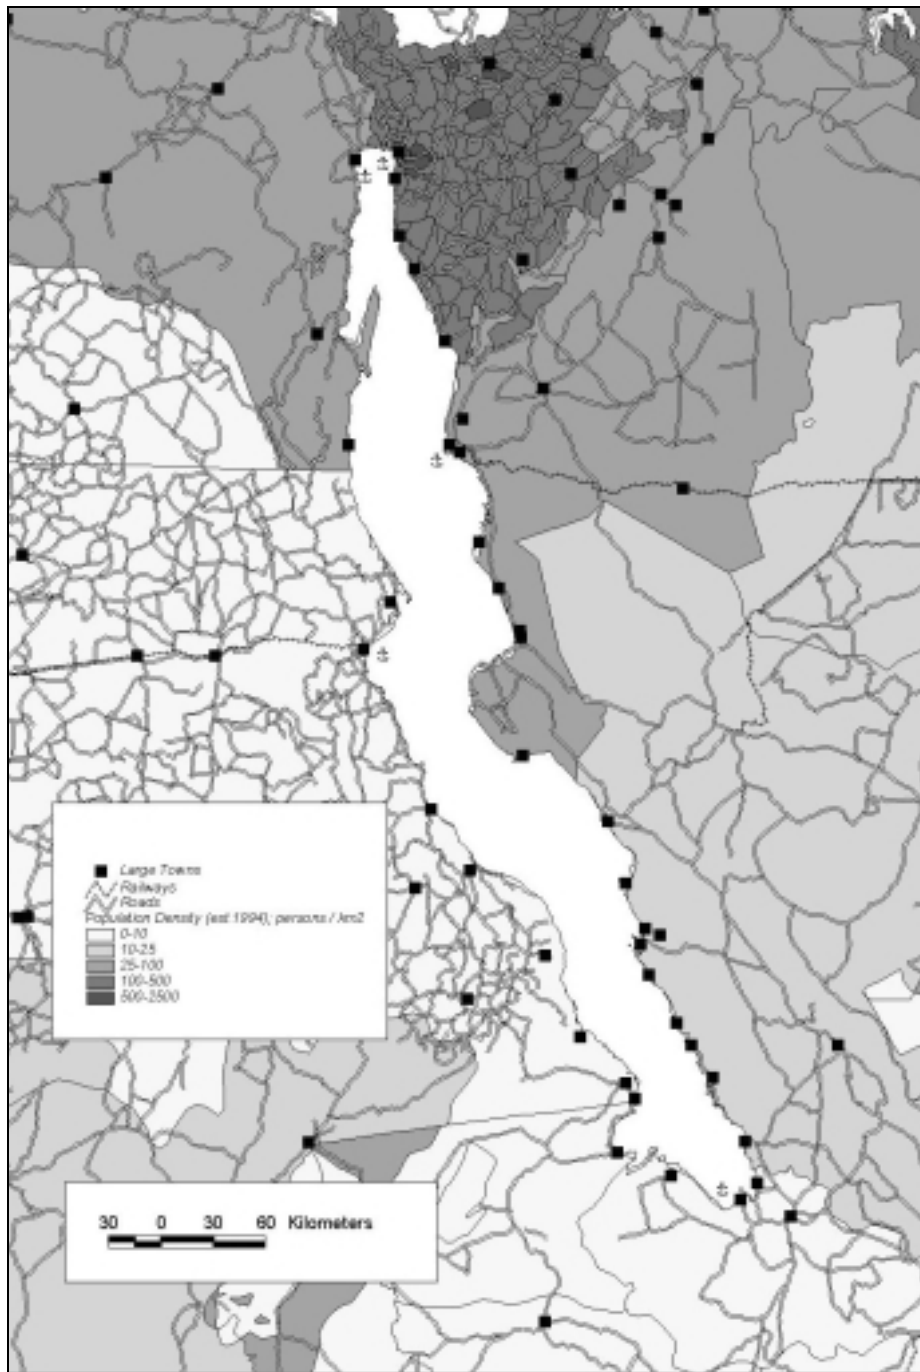 Large Towns
Railways
Roads
Population Density (est 1994); persons / km2
0-10
10-25
25-100
100-500
500-2500
30 0 30 60 Kilometers